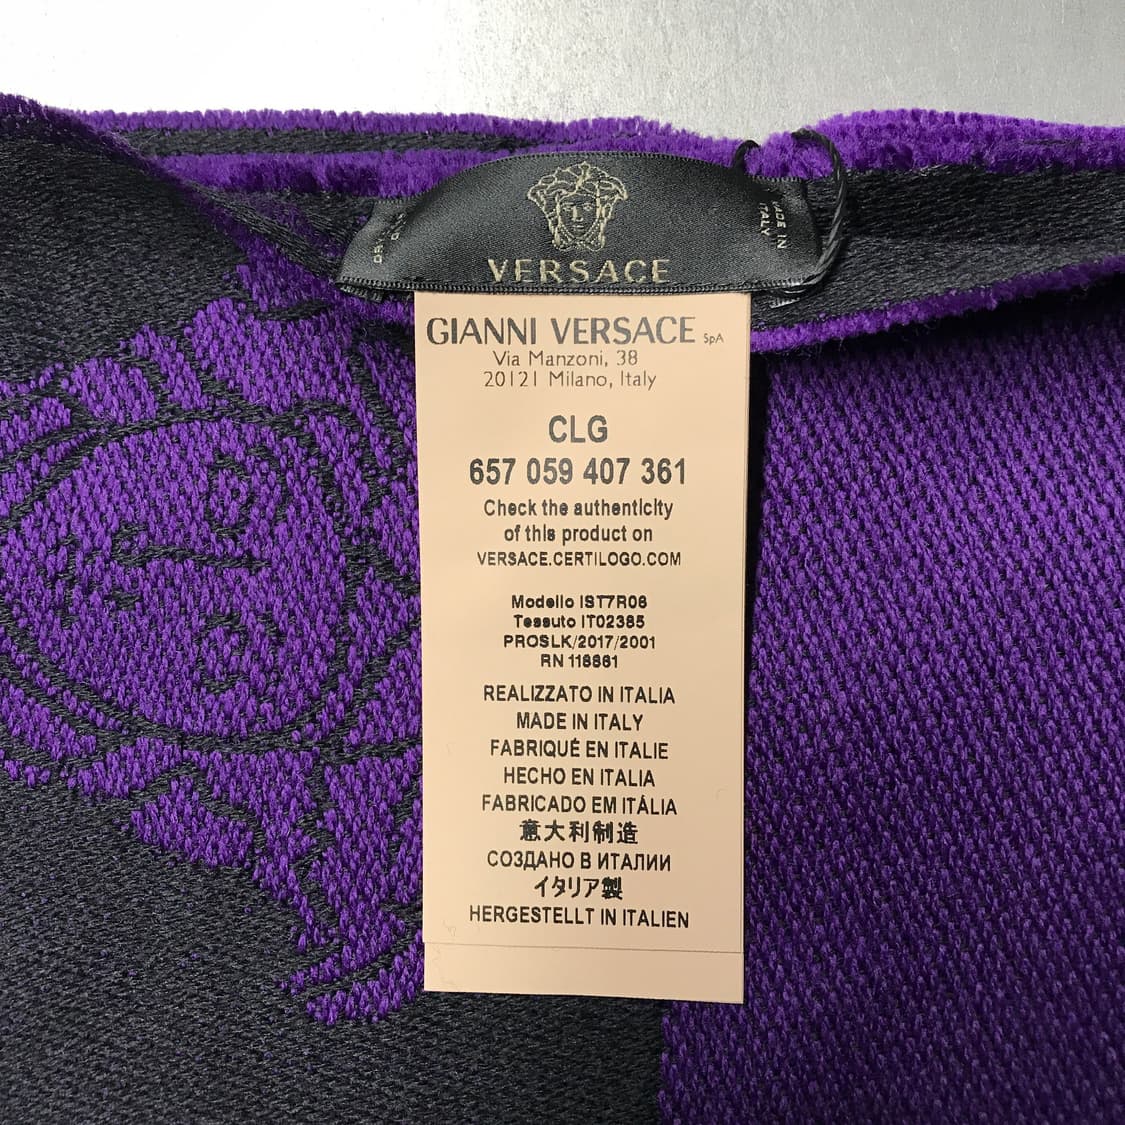 VERSACE
MADE IN
ITALY
GIANNI VERSACE SpA
Via Manzoni, 38
20121 Milano, Italy
CLG
657 059 407 361
Check the authenticity
of this product on
VERSACE.CERTILOGO.COM
Modello IST7R06
Tessuto IT02385
PROSLK/2017/2001
RN 118881
REALIZZATO IN ITALIA
MADE IN ITALY
FABRIQUÉ EN ITALIE
HECHO EN ITALIA
FABRICADO EM ITÁLIA
意大利制造
СОЗДАНО В ИТАЛИИ
イタリア製
HERGESTELLT IN ITALIEN